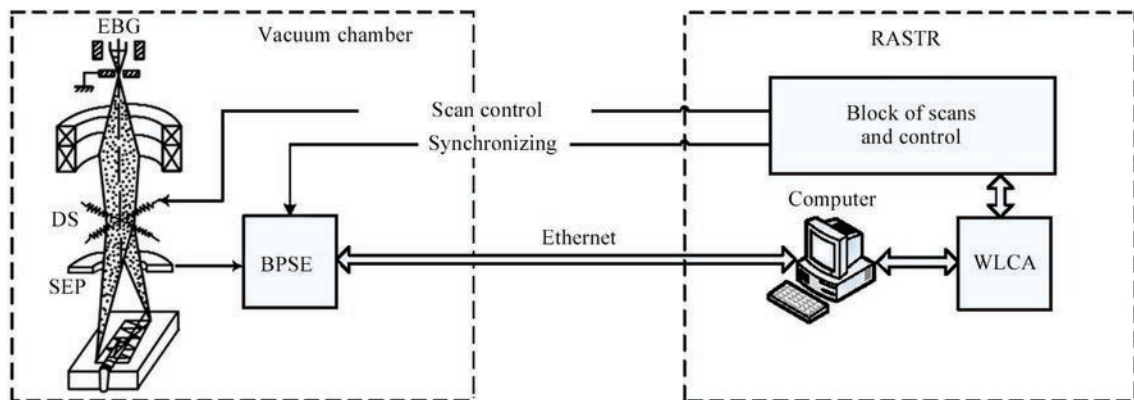 EBG
Vacuum chamber
RASTR
Scan control
Block of scans
and control
Synchronizing
Computer
DS
Ethernet
BPSE
WLCA
SEP